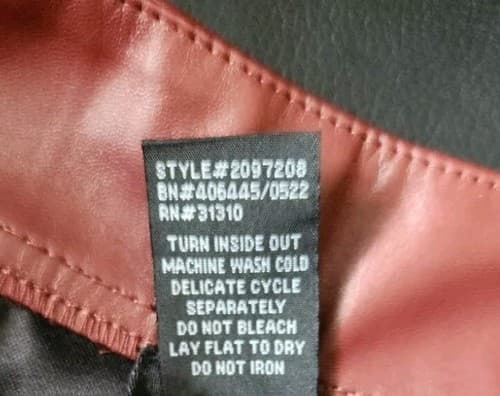 STYLE#2097208
BN#406445/0522
RN#31310
TURN INSIDE OUT
MACHINE WASH COLD
DELICATE CYCLE
SEPARATELY
DO NOT BLEACH
LAY FLAT TO DRY
DO NOT IRON